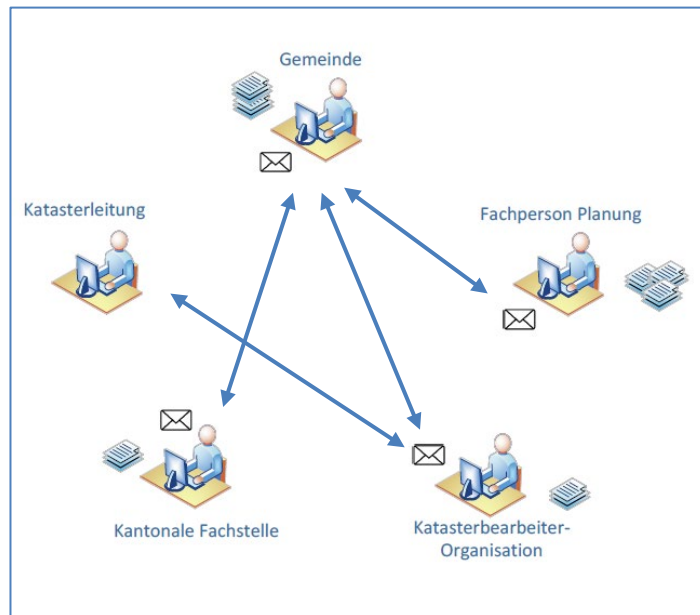 Gemeinde
Katasterleitung
Fachperson Planung
Kantonale Fachstelle
Katasterbearbeiter-
Organisation